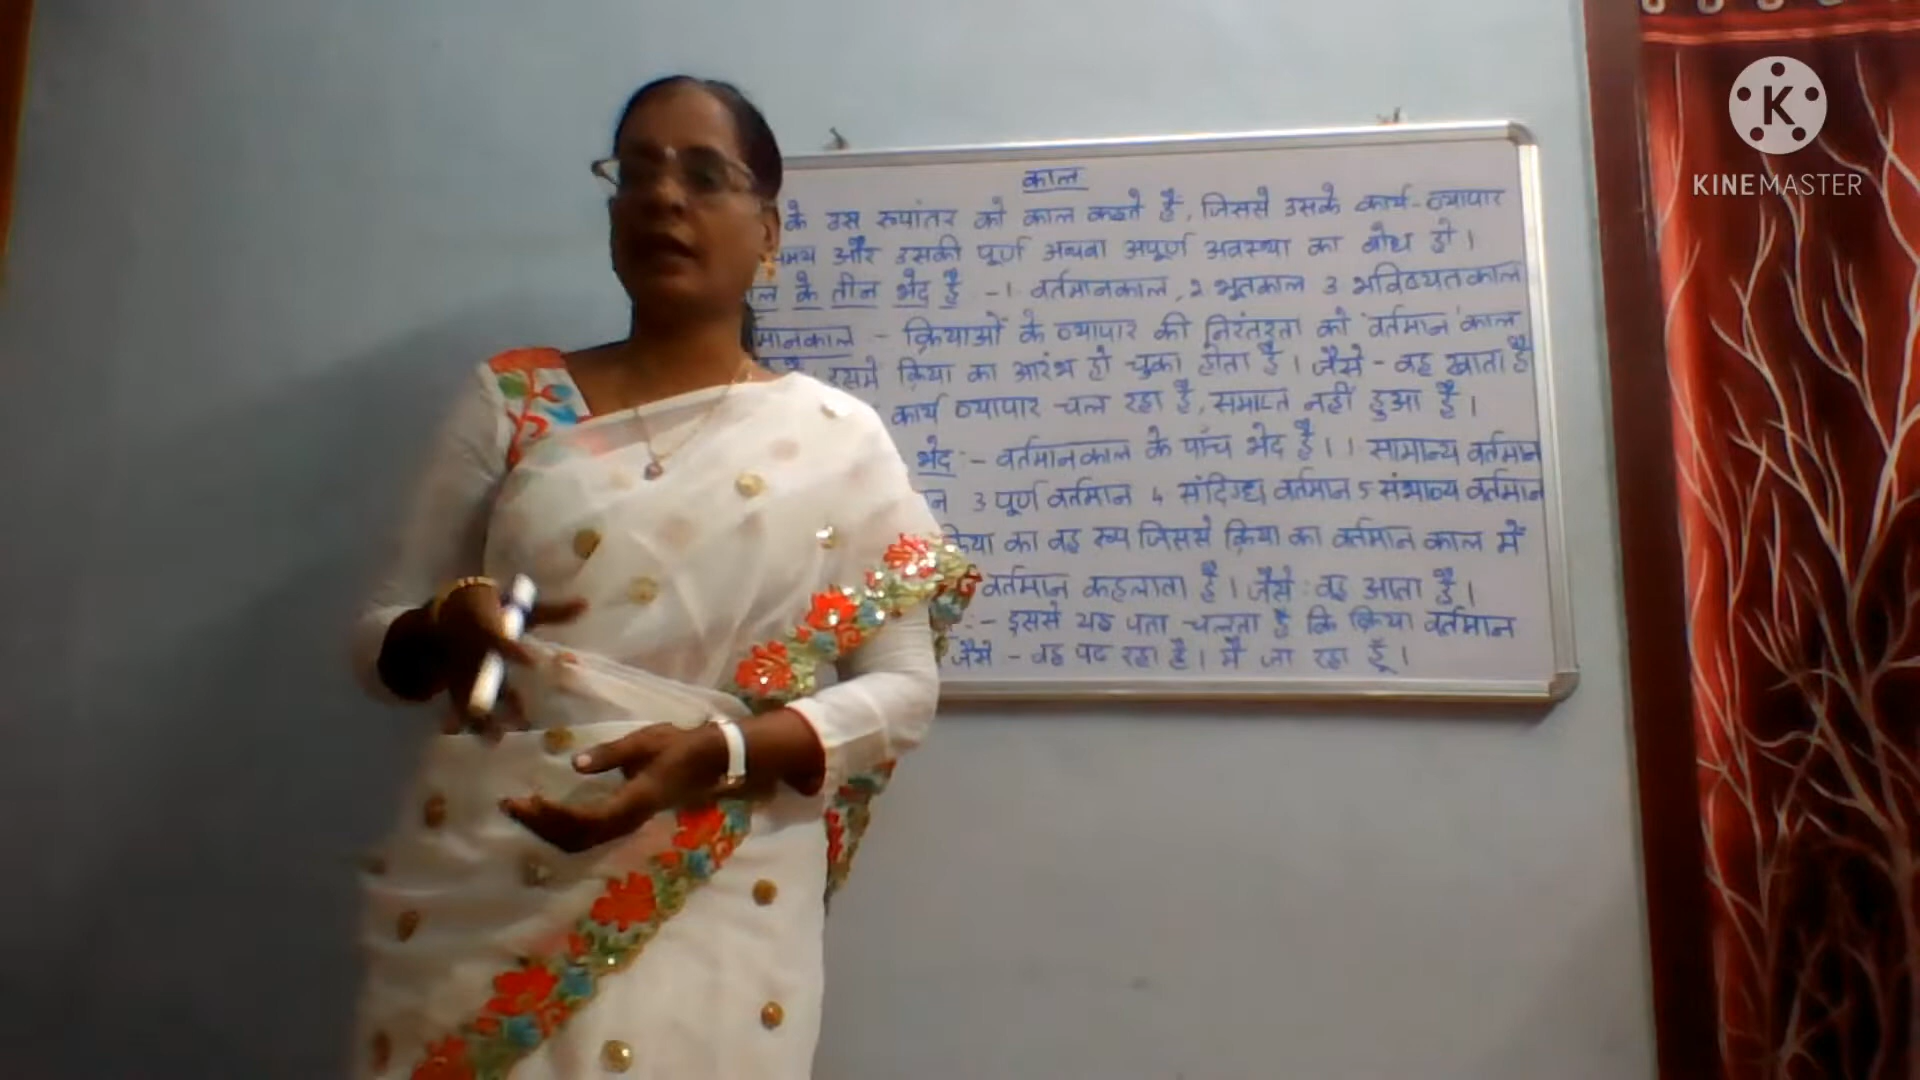 K
KINEMASTER
काल
के उस रूपांतर को काल कहते हैं, जिससे उसके कार्य-व्यापार
समय और उसकी पूर्ण अथवा अपूर्ण अवस्था का बोध हो।
ल के तीन भेद हैं -1. वर्तमानकाल, 2 भूतकाल 3 भविष्यतकाल
मानकाल - क्रियाओं के व्यापार की निरंतरता को 'वर्तमान' काल
इसमें क्रिया का आरंभ हो चुका होता है। जैसे - वह खाता है
कार्य व्यापार चल रहा है, समाप्त नहीं हुआ है।
भेद :- वर्तमानकाल के पाँच भेद हैं। 1 सामान्य वर्तमान
न 3 पूर्ण वर्तमान 4 संदिग्ध वर्तमान 5 संभाव्य वर्तमान
क्रिया का वह रूप जिससे क्रिया का वर्तमान काल में
वर्तमान कहलाता है। जैसे : वह आता है।
:- इससे यह पता चलता है कि क्रिया वर्तमान
जैसे - वह पढ रहा है। मैं जा रहा हूँ।